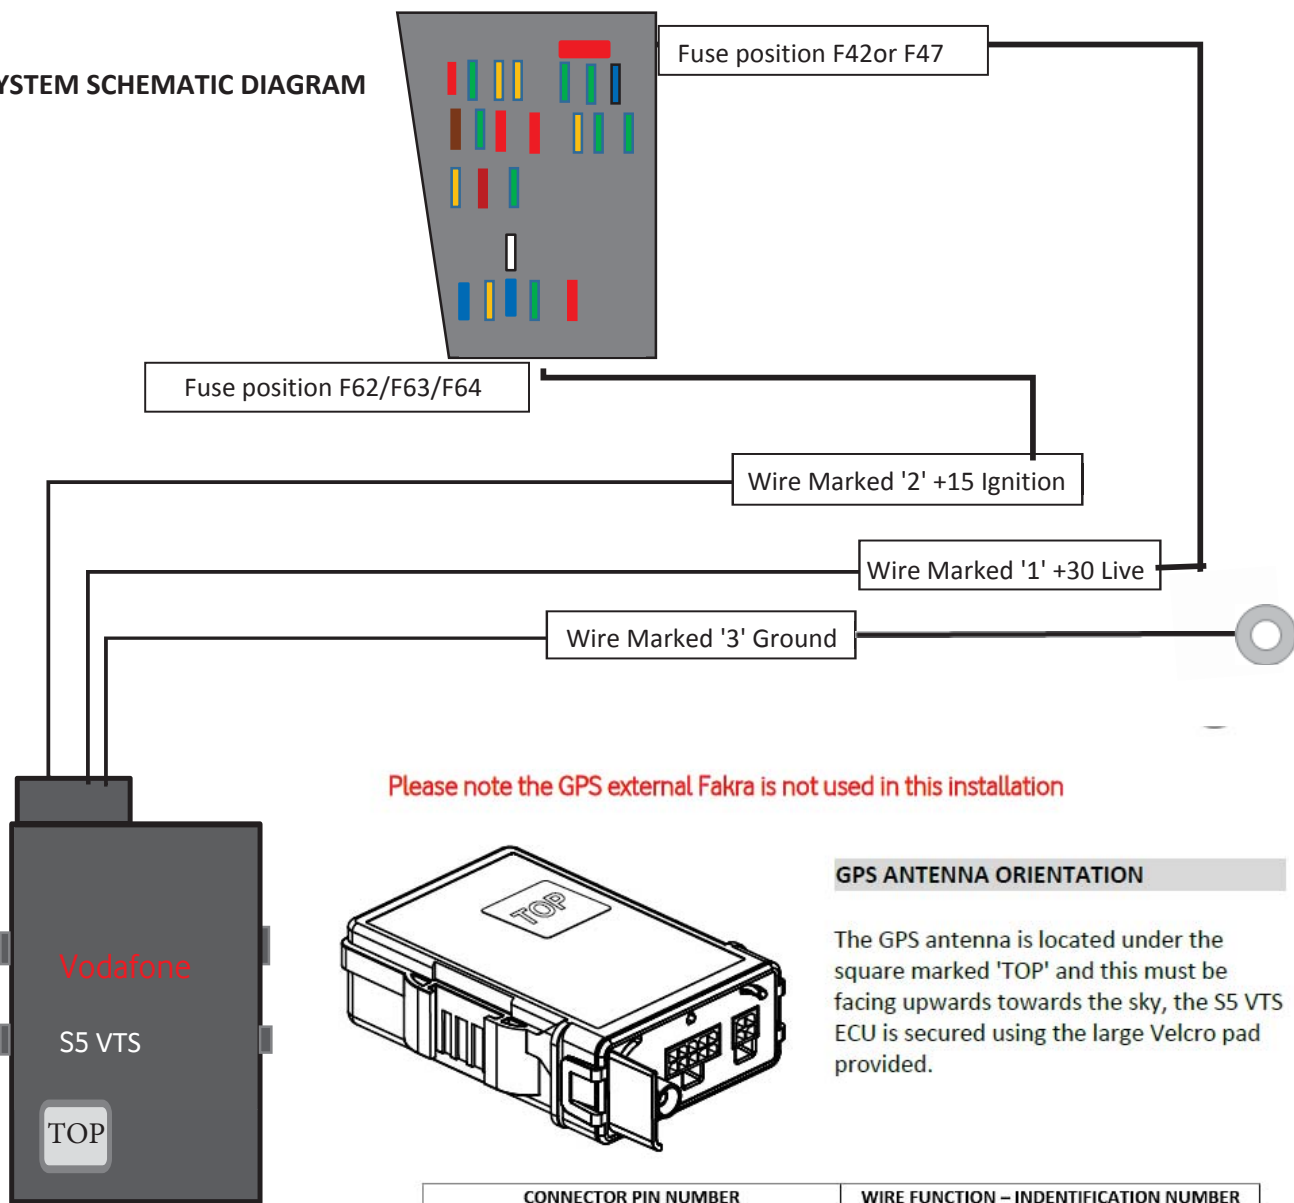 YSTEM SCHEMATIC DIAGRAM
Fuse position F42or F47
Fuse position F62/F63/F64
Wire Marked '2' +15 Ignition
Wire Marked '1' +30 Live
Wire Marked '3' Ground
Please note the GPS external Fakra is not used in this installation
TOP
GPS ANTENNA ORIENTATION
The GPS antenna is located under the
square marked 'TOP' and this must be
facing upwards towards the sky, the S5 VTS
ECU is secured using the large Velcro pad
provided.
Vodafone
S5 VTS
TOP
CONNECTOR PIN NUMBER
WIRE FUNCTION – INDENTIFICATION NUMBER